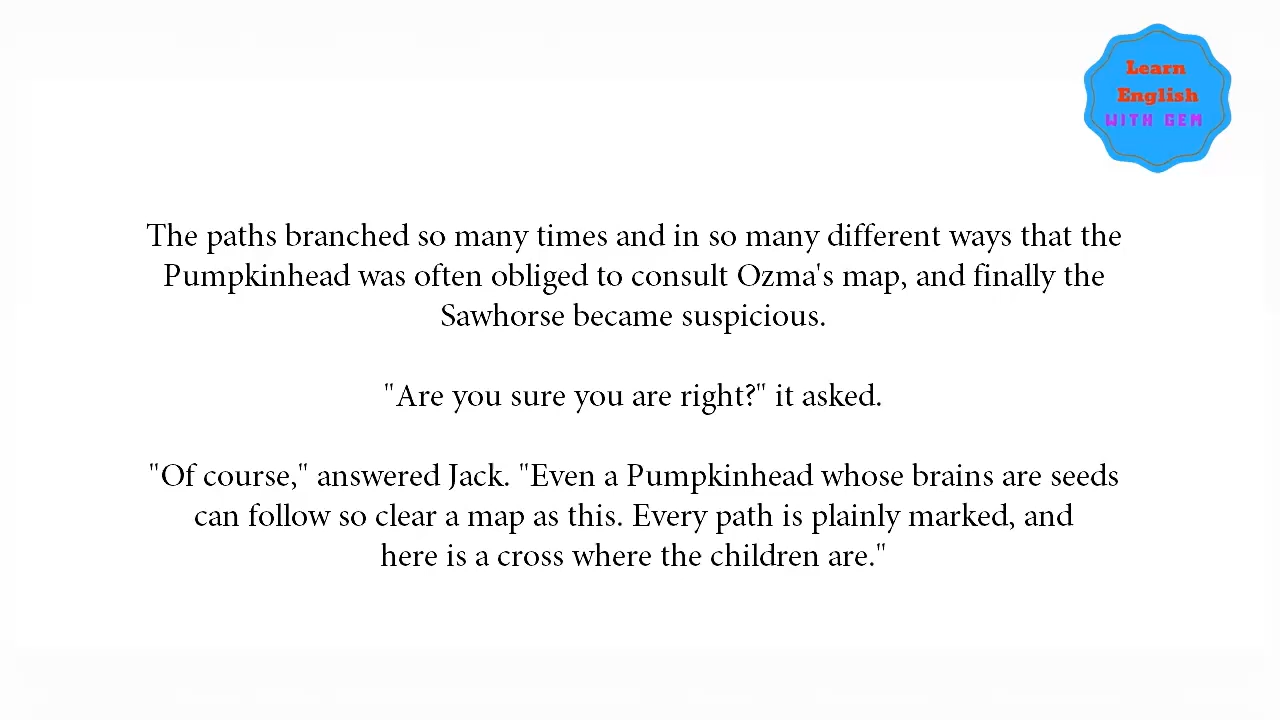 Learn
English
WITH GEM
The paths branched so many times and in so many different ways that the
Pumpkinhead was often obliged to consult Ozma's map, and finally the
Sawhorse became suspicious.
"Are you sure you are right?" it asked.
"Of course," answered Jack. "Even a Pumpkinhead whose brains are seeds
can follow so clear a map as this. Every path is plainly marked, and
here is a cross where the children are."